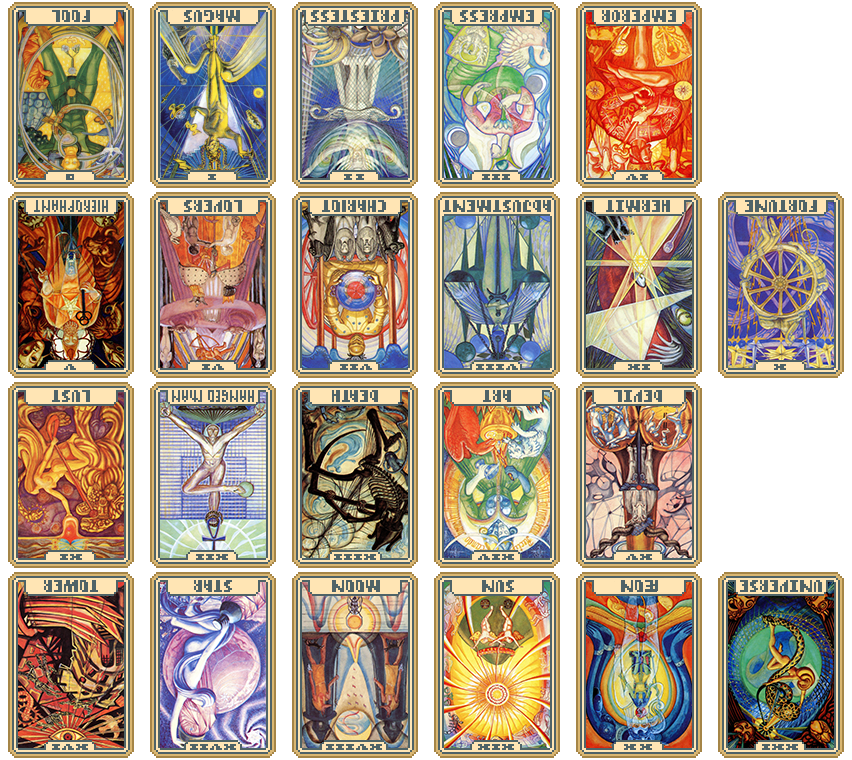 FOOL
0
MAGUS
I
PRIESTESS
II
EMPRESS
III
EMPEROR
IV
HIEROPHANT
V
LOVERS
VI
CHARIOT
VII
ADJUSTMENT
VIII
HERMIT
IX
FORTUNE
X
LUST
XI
HANGED MAN
XII
DEATH
XIII
ART
XIV
DEVIL
XV
TOWER
XVI
STAR
XVII
MOON
XVIII
SUN
XIX
ÆON
XX
UNIVERSE
XXI